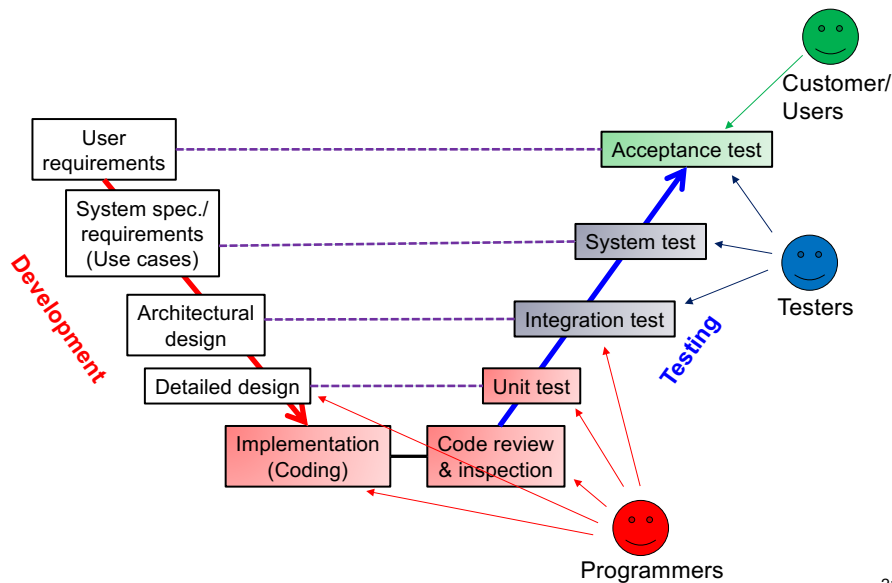 Customer/
Users
User
requirements
Acceptance test
System spec./
requirements
(Use cases)
System test
Development
Testers
Architectural
design
Integration test
Testing
Detailed design
Unit test
Implementation
(Coding)
Code review
& inspection
Programmers